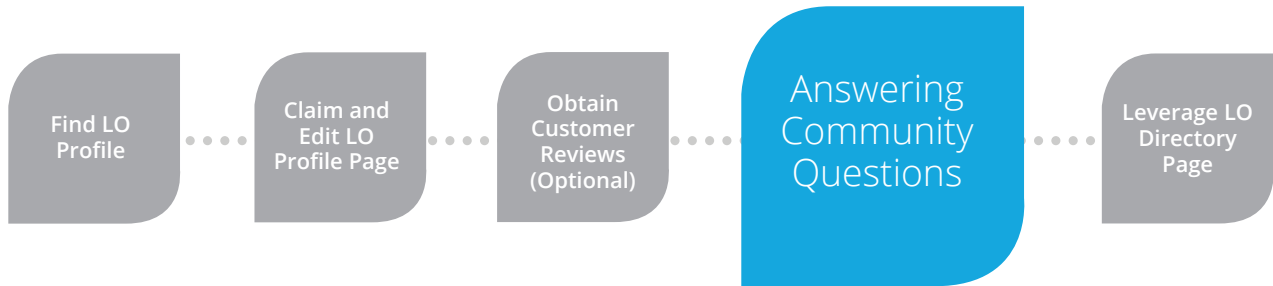 Find LO
Profile
Claim and
Edit LO
Profile Page
Obtain
Customer
Reviews
(Optional)
Answering
Community
Questions
Leverage LO
Directory
Page